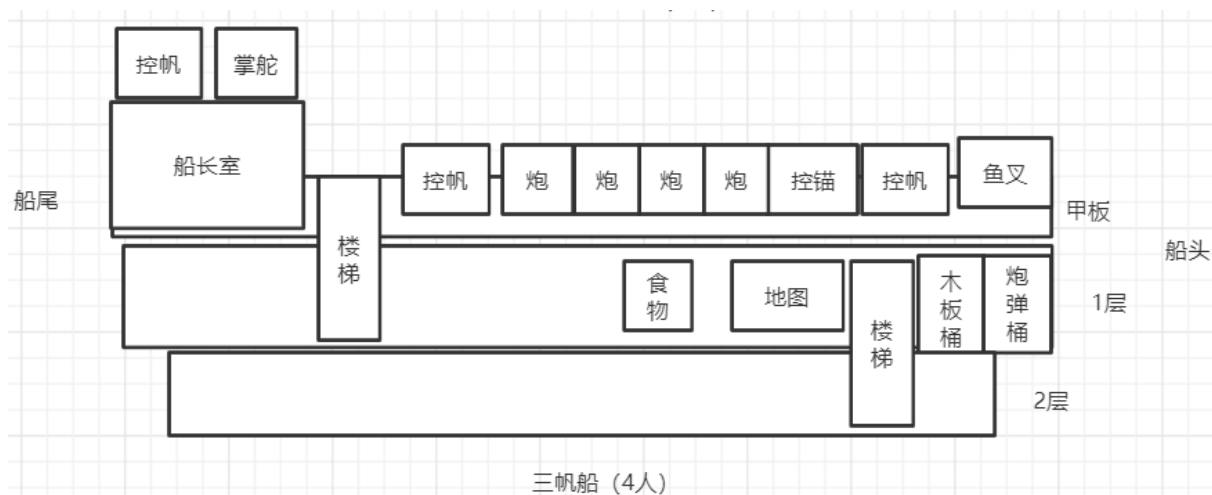 控帆
掌舵
船长室
船尾
控帆
炮
炮
炮
炮
控锚
控帆
鱼叉
甲板
船头
楼
梯
食
物
地图
楼
梯
木
板
桶
炮
弹
桶
1层
2层
三帆船（4人）